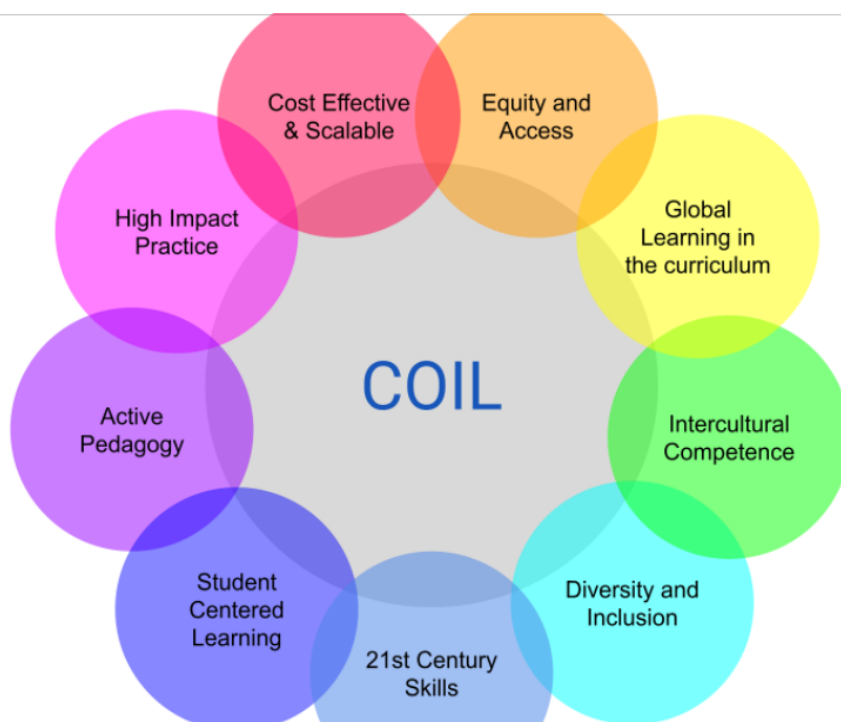 Cost Effective
& Scalable
Equity and
Access
High Impact
Practice
Global
Learning in
the curriculum
COIL
Active
Pedagogy
Intercultural
Competence
Student
Centered
Learning
Diversity and
Inclusion
21st Century
Skills